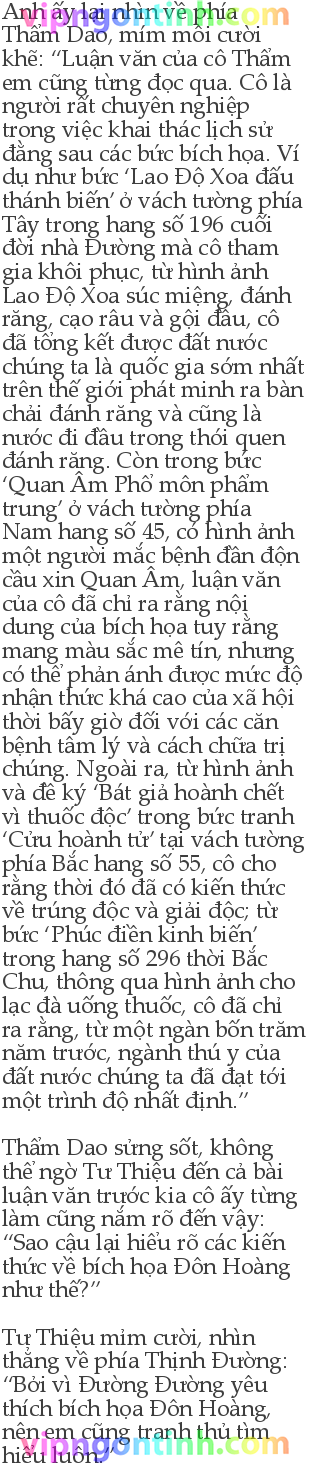 Anh ấy lại nhìn về phía
Thẩm Dao, mím môi cười
khẽ: “Luận văn của cô Thẩm
em cũng từng đọc qua. Cô là
người rất chuyên nghiệp
trong việc khai thác lịch sử
đằng sau các bức bích họa. Ví
dụ như bức ‘Lao Độ Xoa đấu
thánh biến’ ở vách tường phía
Tây trong hang số 196 cuối
đời nhà Đường mà cô tham
gia khôi phục, từ hình ảnh
Lao Độ Xoa súc miệng, đánh
răng, cạo râu và gội đầu, cô
đã tổng kết được đất nước
chúng ta là quốc gia sớm nhất
trên thế giới phát minh ra bàn
chải đánh răng và cũng là
nước đi đầu trong thói quen
đánh răng. Còn trong bức
‘Quan Âm Phổ môn phẩm
trung’ ở vách tường phía
Nam hang số 45, có hình ảnh
một người mắc bệnh đần độn
cầu xin Quan Âm, luận văn
của cô đã chỉ ra rằng nội
dung của bích họa tuy rằng
mang màu sắc mê tín, nhưng
có thể phản ánh được mức độ
nhận thức khá cao của xã hội
thời bấy giờ đối với các căn
bệnh tâm lý và cách chữa trị
chúng. Ngoài ra, từ hình ảnh
và đề ký ‘Bát giả hoành chết
vì thuốc độc’ trong bức tranh
‘Cửu hoành tử’ tại vách tường
phía Bắc hang số 55, cô cho
rằng thời đó đã có kiến thức
về trúng độc và giải độc; từ
bức ‘Phúc điền kinh biến’
trong hang số 296 thời Bắc
Chu, thông qua hình ảnh cho
lạc đà uống thuốc, cô đã chỉ
ra rằng, từ một ngàn bốn trăm
năm trước, ngành thú y của
đất nước chúng ta đã đạt tới
một trình độ nhất định.”
Thẩm Dao sửng sốt, không
thể ngờ Tư Thiệu đến cả bài
luận văn trước kia cô ấy từng
làm cũng nắm rõ đến vậy:
“Sao cậu lại hiểu rõ các kiến
thức về bích họa Đôn Hoàng
như thế?”
Tư Thiệu mỉm cười, nhìn
thẳng về phía Thịnh Đường:
“Bởi vì Đường Đường yêu
thích bích họa Đôn Hoàng,
nên em cũng tranh thủ tìm
hiểu luôn.”
vipngontinh.com
vipngontinh.com